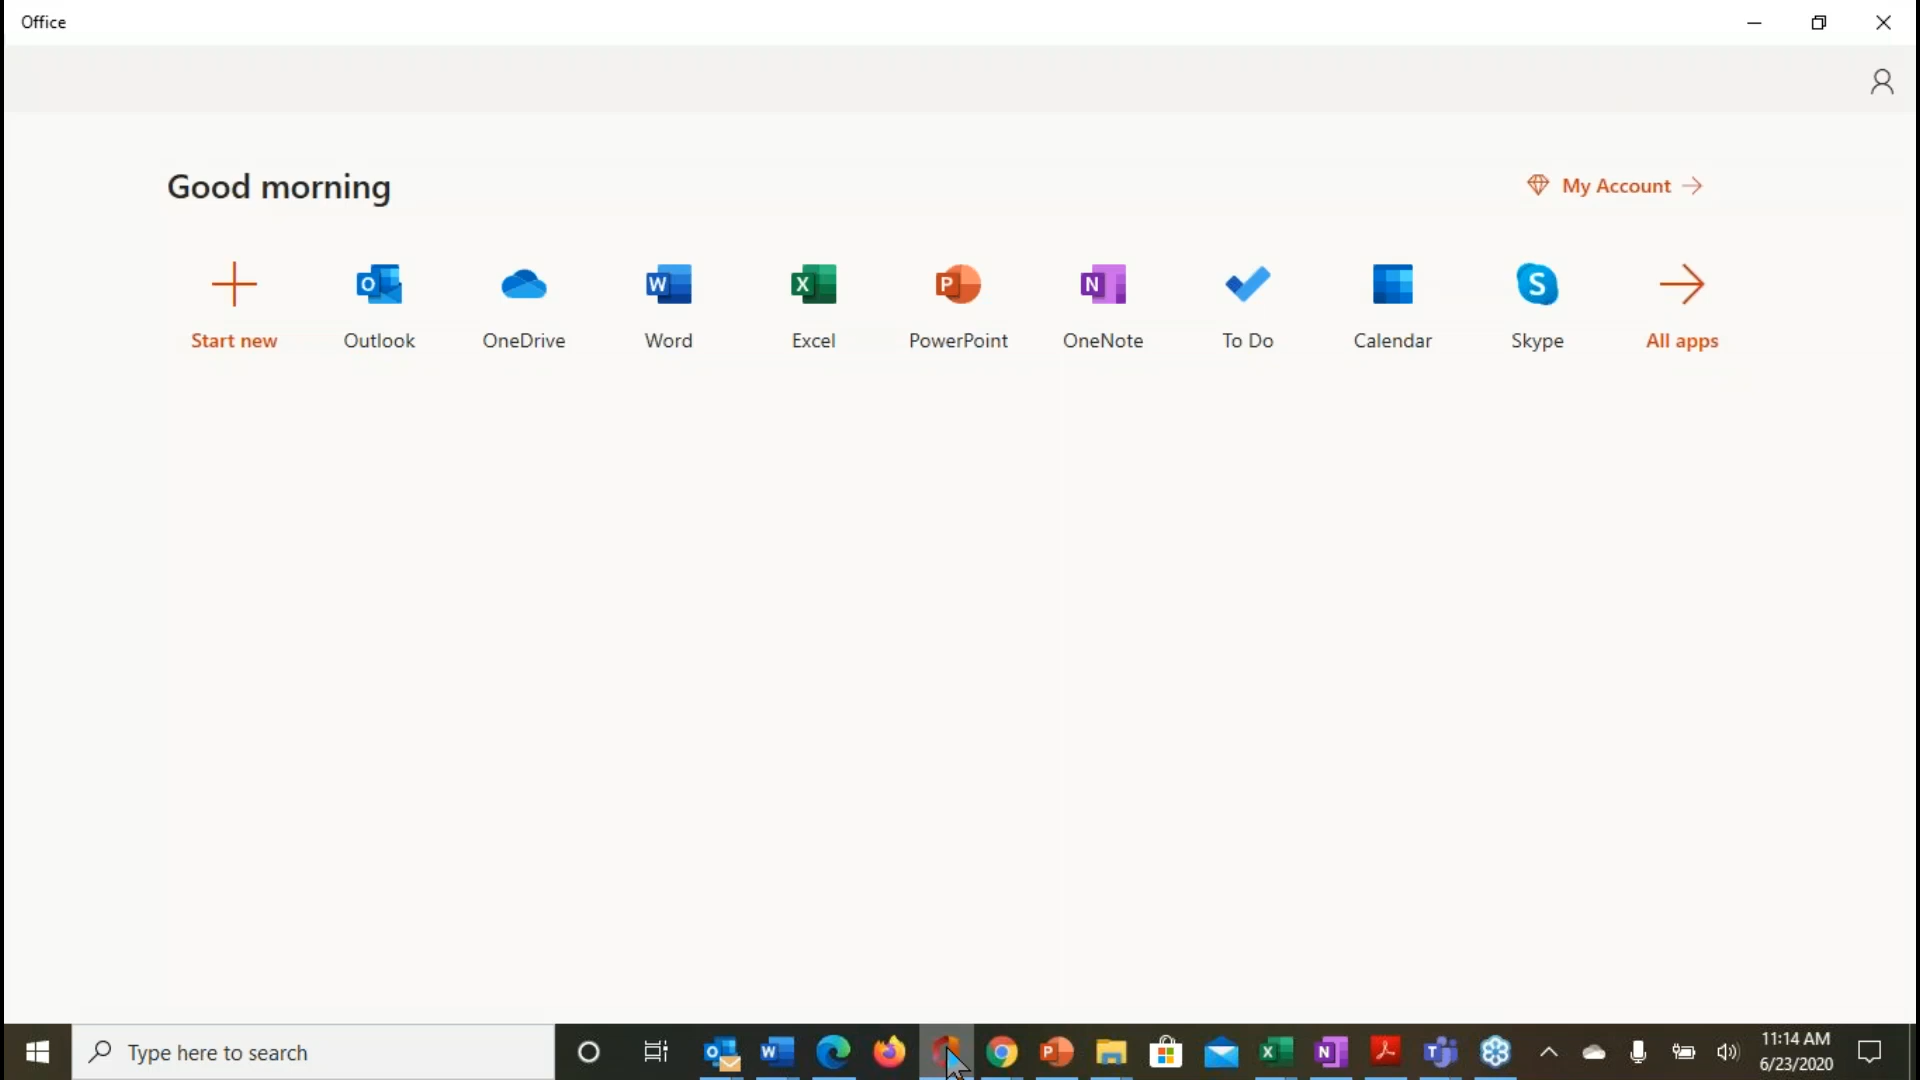 Office
Good morning
My Account
Start new
Outlook
OneDrive
Word
Excel
PowerPoint
OneNote
To Do
Calendar
Skype
All apps
Type here to search
11:14 AM
6/23/2020